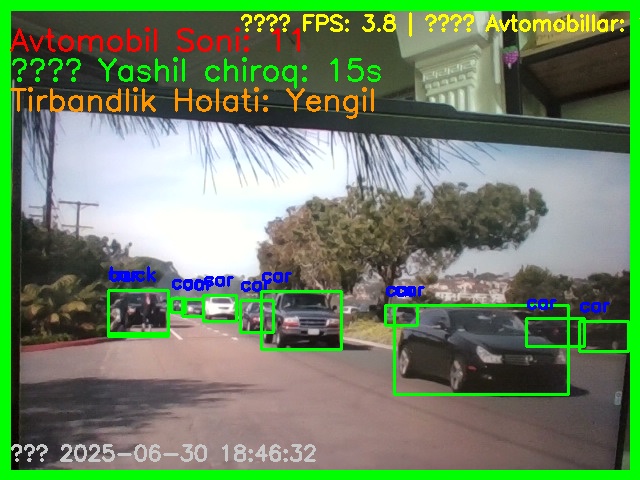 ???? FPS: 3.8 | ???? Avtomobillar:
Avtomobil Soni: 11
???? Yashil chiroq: 15s
Tirbandlik Holati: Yengil
car
car
car
car
car
car
car
??? 2025-06-30 18:46:32